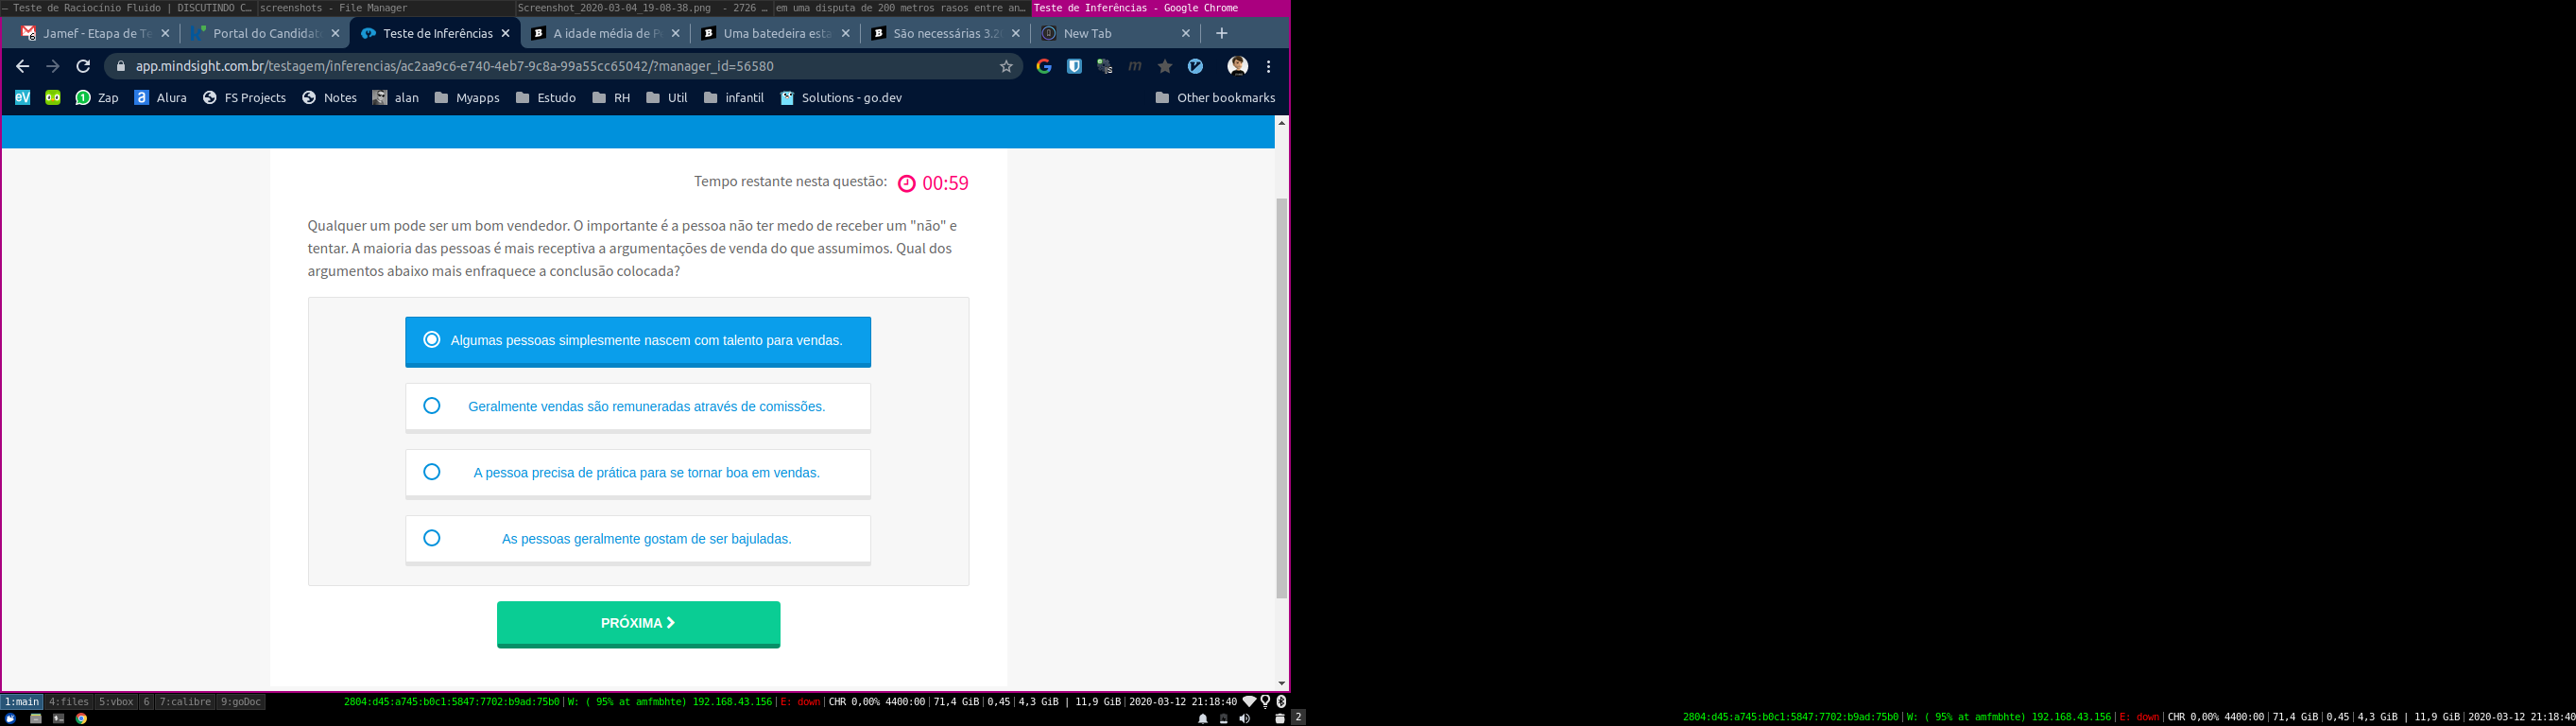 — Teste de Raciocínio Fluido | DISCUTINDO C…
screenshots - File Manager
Screenshot_2020-03-04_19-08-38.png - 2726 …
em uma disputa de 200 metros rasos entre an…
Teste de Inferências - Google Chrome
Jamef - Etapa de Te
Portal do Candidat
Teste de Inferências
A idade média de P
Uma batedeira esta
São necessárias 3.2
New Tab
app.mindsight.com.br/testagem/inferencias/ac2aa9c6-e740-4eb7-9c8a-99a55cc65042/?manager_id=56580
Zap
Alura
FS Projects
Notes
alan
Myapps
Estudo
RH
Util
infantil
Solutions - go.dev
Other bookmarks
Tempo restante nesta questão: 00:59
Qualquer um pode ser um bom vendedor. O importante é a pessoa não ter medo de receber um "não" e
tentar. A maioria das pessoas é mais receptiva a argumentações de venda do que assumimos. Qual dos
argumentos abaixo mais enfraquece a conclusão colocada?
Algumas pessoas simplesmente nascem com talento para vendas.
Geralmente vendas são remuneradas através de comissões.
A pessoa precisa de prática para se tornar boa em vendas.
As pessoas geralmente gostam de ser bajuladas.
PRÓXIMA
1:main 4:files 5:vbox 6 7:calibre 9:goDoc
2804:d45:a745:b0c1:5847:7702:b9ad:75b0 | W: ( 95% at amfmbhte) 192.168.43.156 | E: down | CHR 0,00% 4400:00 | 71,4 GiB | 0,45 | 4,3 GiB | 11,9 GiB | 2020-03-12 21:18:40
2
2804:d45:a745:b0c1:5847:7702:b9ad:75b0 | W: ( 95% at amfmbhte) 192.168.43.156 | E: down | CHR 0,00% 4400:00 | 71,4 GiB | 0,45 | 4,3 GiB | 11,9 GiB | 2020-03-12 21:18:40